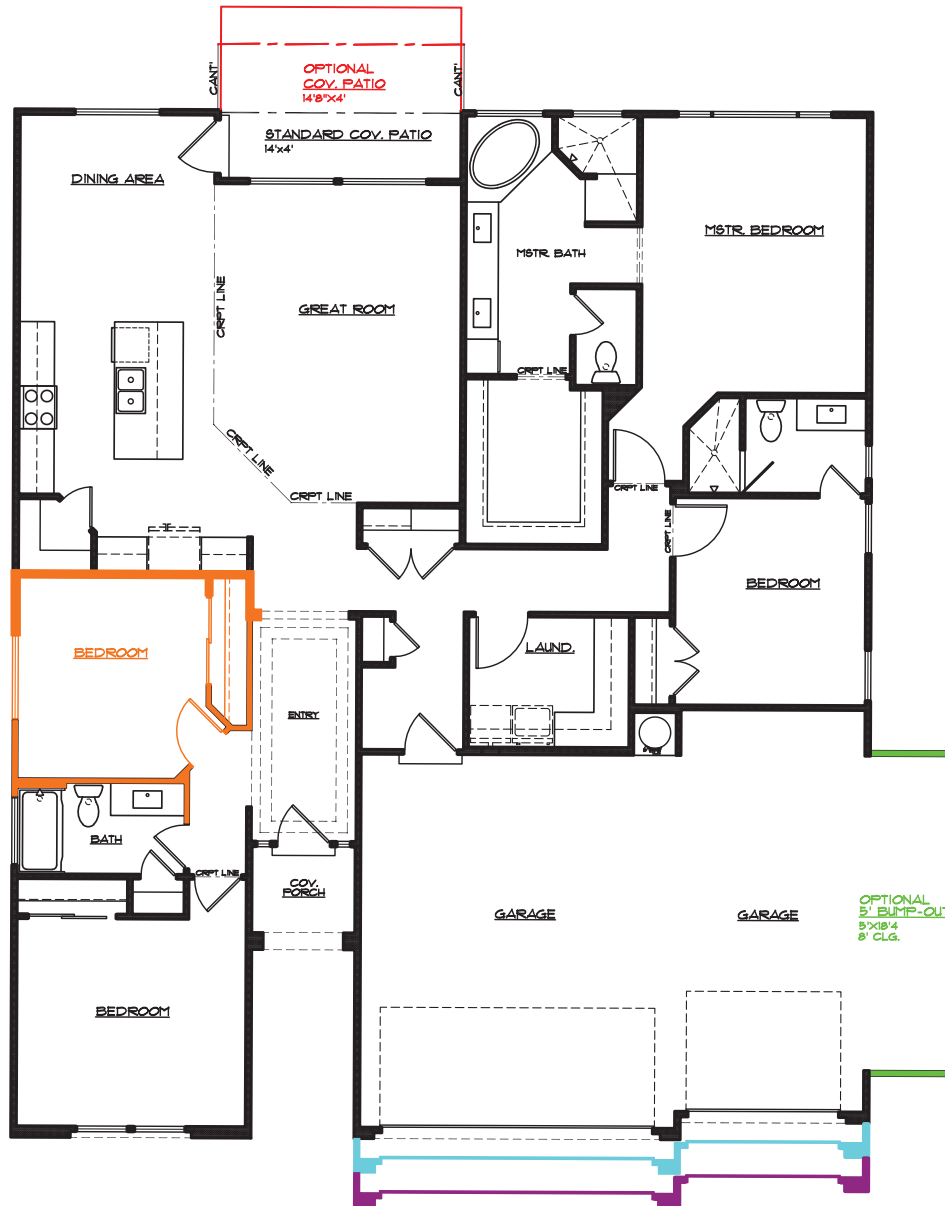 CANT'
CANT'
OPTIONAL
COV. PATIO
14'8"X4'
STANDARD COV. PATIO
14'x4'
DINING AREA
MSTR. BEDROOM
MSTR. BATH
CRPT LINE
GREAT ROOM
CRPT LINE
CRPT LINE
CRPT LINE
CRPT LINE
CRPT LINE
BEDROOM
BEDROOM
LAUND.
ENTRY
BATH
CRPT LINE
COV.
PORCH
GARAGE
GARAGE
OPTIONAL
5' BUMP-OUT
5'X18'4
8' CLG.
BEDROOM